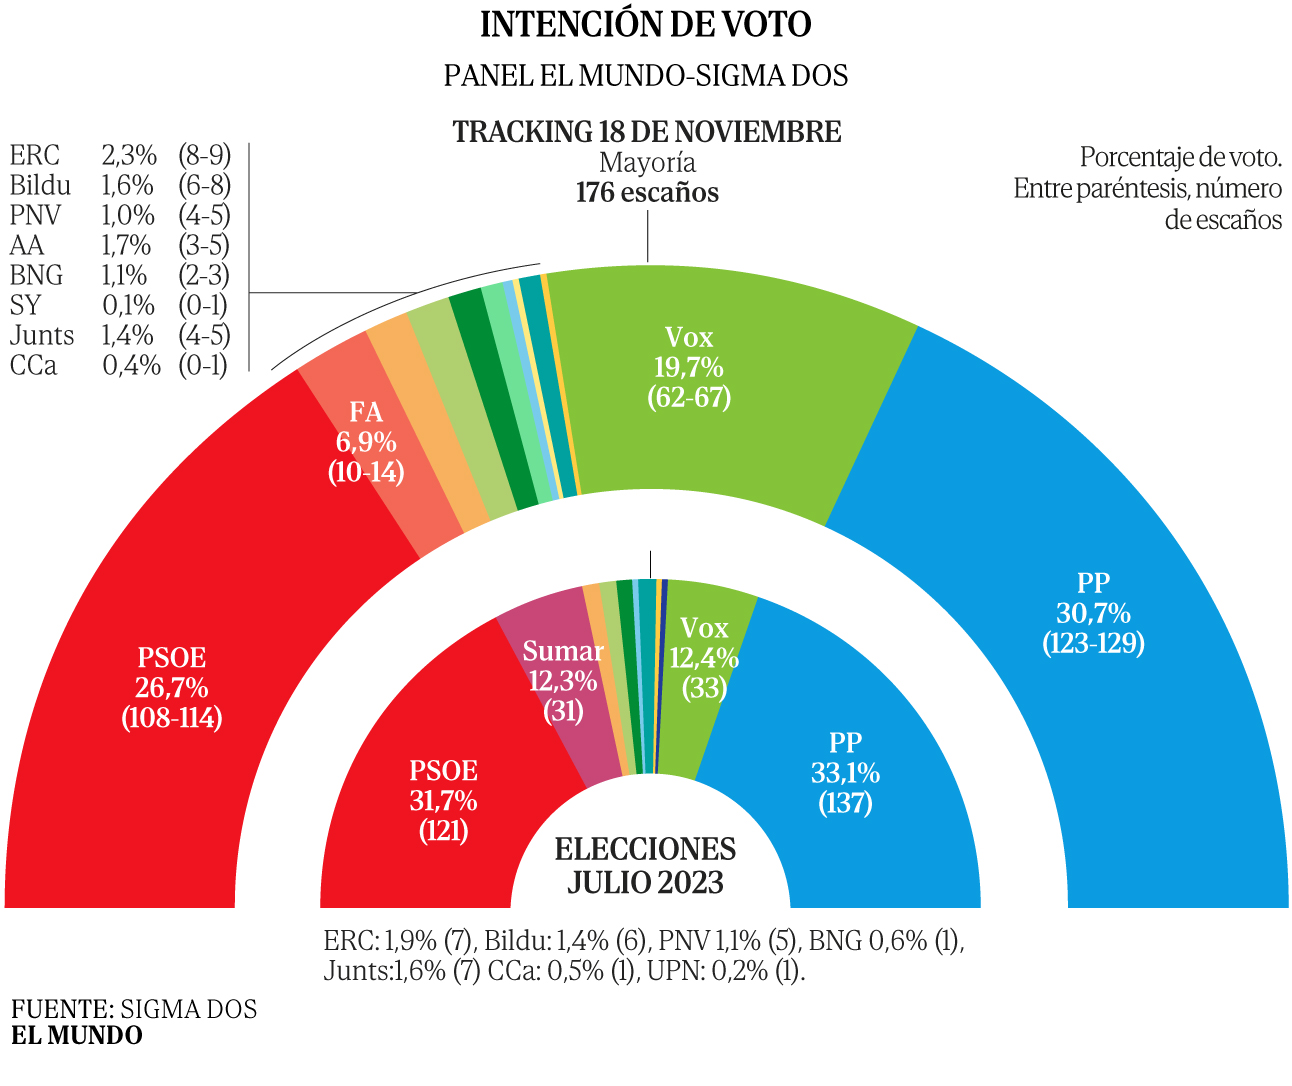 INTENCIÓN DE VOTO
PANEL EL MUNDO-SIGMA DOS
TRACKING 18 DE NOVIEMBRE
Mayoría
176 escaños
Porcentaje de voto.
Entre paréntesis, número
de escaños
ERC 2,3% (8-9)
Bildu 1,6% (6-8)
PNV 1,0% (4-5)
AA 1,7% (3-5)
BNG 1,1% (2-3)
SY 0,1% (0-1)
Junts 1,4% (4-5)
CCa 0,4% (0-1)
Vox
19,7%
(62-67)
FA
6,9%
(10-14)
PP
30,7%
(123-129)
PSOE
26,7%
(108-114)
Sumar
12,3%
(31)
Vox
12,4%
(33)
PSOE
31,7%
(121)
PP
33,1%
(137)
ELECCIONES
JULIO 2023
ERC: 1,9% (7), Bildu: 1,4% (6), PNV 1,1% (5), BNG 0,6% (1),
Junts:1,6% (7) CCa: 0,5% (1), UPN: 0,2% (1).
FUENTE: SIGMA DOS
EL MUNDO